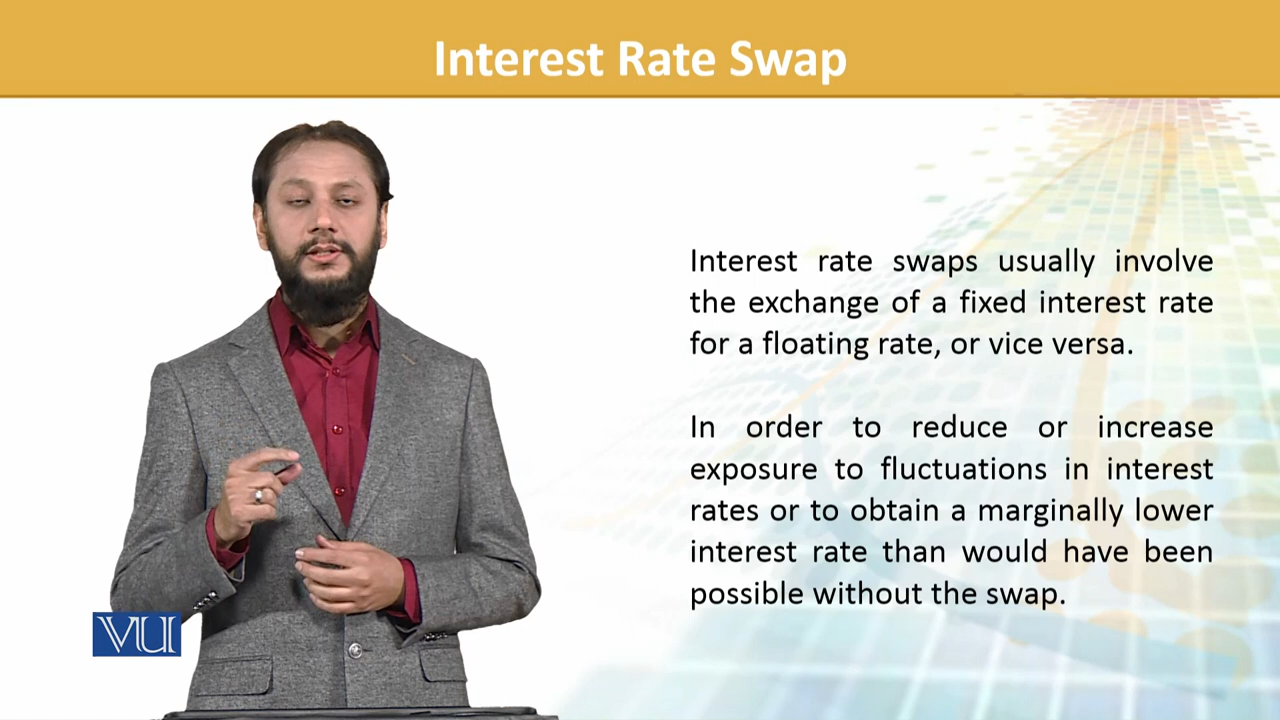 Interest Rate Swap
Interest rate swaps usually involve
the exchange of a fixed interest rate
for a floating rate, or vice versa.
In order to reduce or increase
exposure to fluctuations in interest
rates or to obtain a marginally lower
interest rate than would have been
possible without the swap.
VU